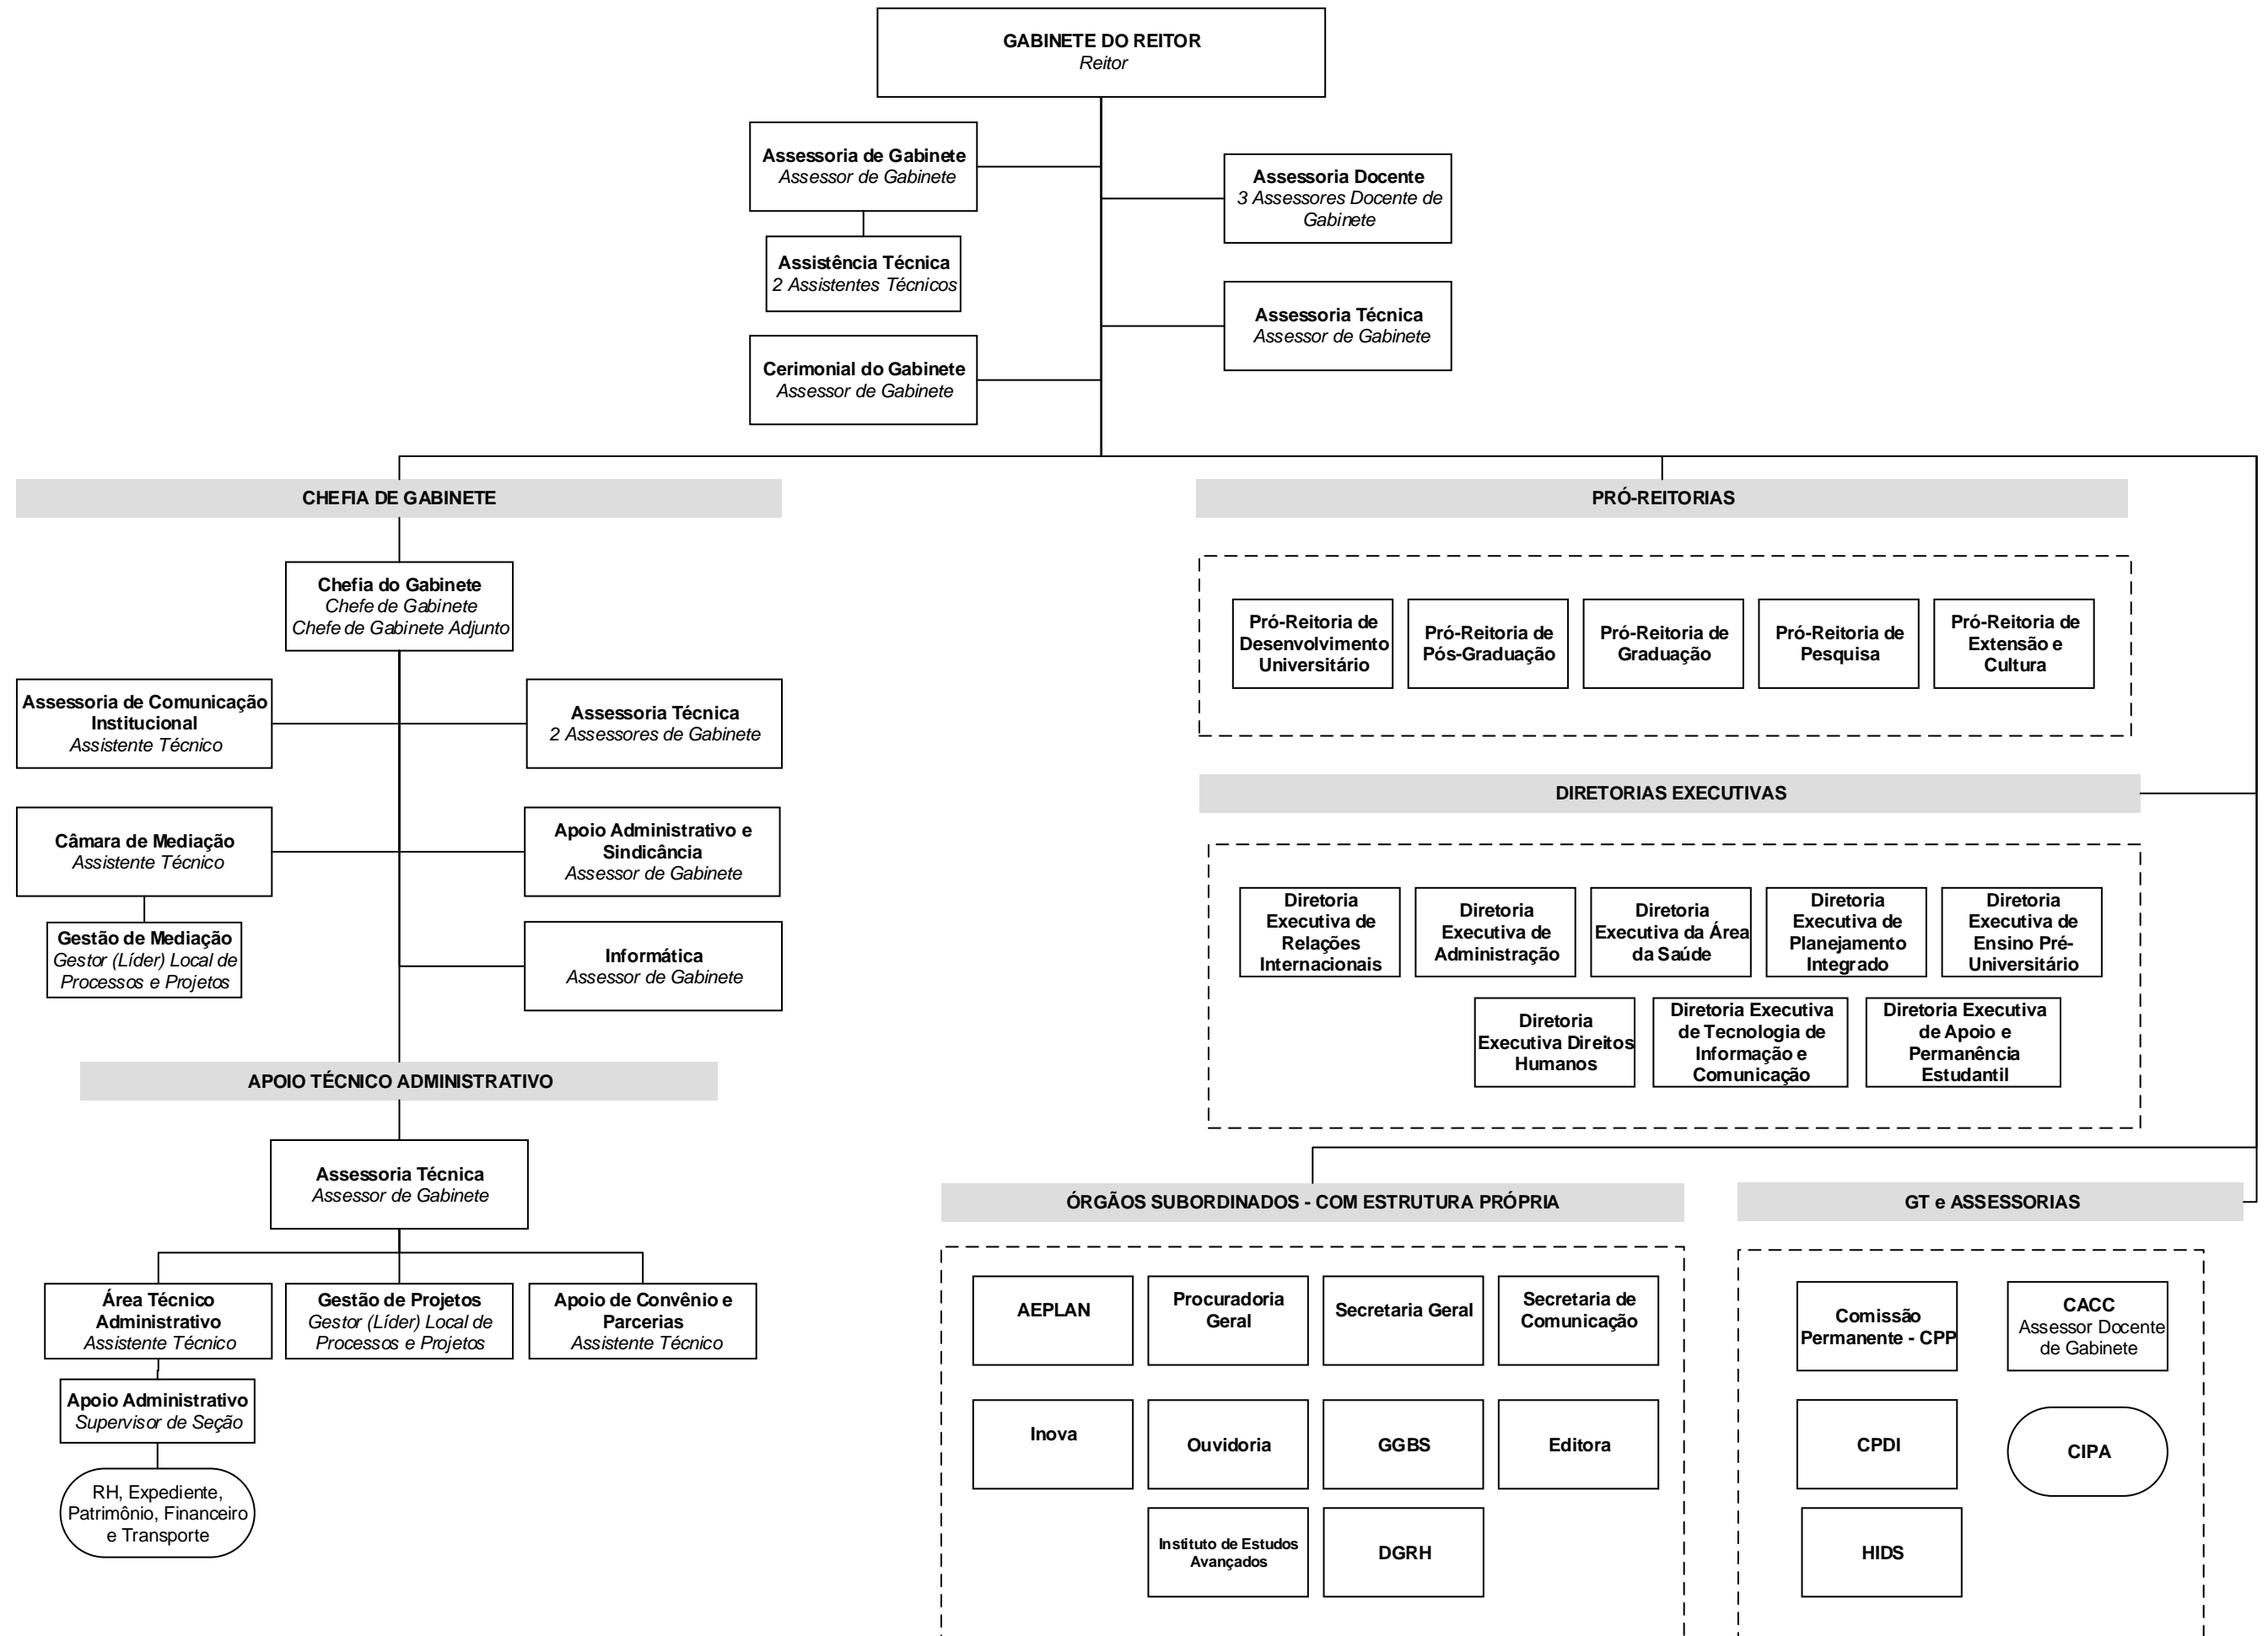 GABINETE DO REITOR
Reitor
Assessoria de Gabinete
Assessor de Gabinete
Assessoria Docente
3 Assessores Docente de
Gabinete
Assistência Técnica
2 Assistentes Técnicos
Assessoria Técnica
Assessor de Gabinete
Cerimonial do Gabinete
Assessor de Gabinete
CHEFIA DE GABINETE
Chefia do Gabinete
Chefe de Gabinete
Chefe de Gabinete Adjunto
Assessoria de Comunicação
Institucional
Assistente Técnico
Assessoria Técnica
2 Assessores de Gabinete
Câmara de Mediação
Assistente Técnico
Apoio Administrativo e
Sindicância
Assessor de Gabinete
Gestão de Mediação
Gestor (Líder) Local de
Processos e Projetos
Informática
Assessor de Gabinete
APOIO TÉCNICO ADMINISTRATIVO
Assessoria Técnica
Assessor de Gabinete
Área Técnico
Administrativo
Assistente Técnico
Gestão de Projetos
Gestor (Líder) Local de
Processos e Projetos
Apoio de Convênio e
Parcerias
Assistente Técnico
Apoio Administrativo
Supervisor de Seção
RH, Expediente,
Patrimônio, Financeiro
e Transporte
PRÓ-REITORIAS
Pró-Reitoria de
Desenvolvimento
Universitário
Pró-Reitoria de
Pós-Graduação
Pró-Reitoria de
Graduação
Pró-Reitoria de
Pesquisa
Pró-Reitoria de
Extensão e
Cultura
DIRETORIAS EXECUTIVAS
Diretoria
Executiva de
Relações
Internacionais
Diretoria
Executiva de
Administração
Diretoria
Executiva da Área
da Saúde
Diretoria
Executiva de
Planejamento
Integrado
Diretoria
Executiva de
Ensino Pré-
Universitário
Diretoria
Executiva Direitos
Humanos
Diretoria Executiva
de Tecnologia de
Informação e
Comunicação
Diretoria Executiva
de Apoio e
Permanência
Estudantil
ÓRGÃOS SUBORDINADOS - COM ESTRUTURA PRÓPRIA
AEPLAN
Procuradoria
Geral
Secretaria Geral
Secretaria de
Comunicação
Inova
Ouvidoria
GGBS
Editora
Instituto de Estudos
Avançados
DGRH
GT e ASSESSORIAS
Comissão
Permanente - CPP
CACC
Assessor Docente
de Gabinete
CPDI
CIPA
HIDS